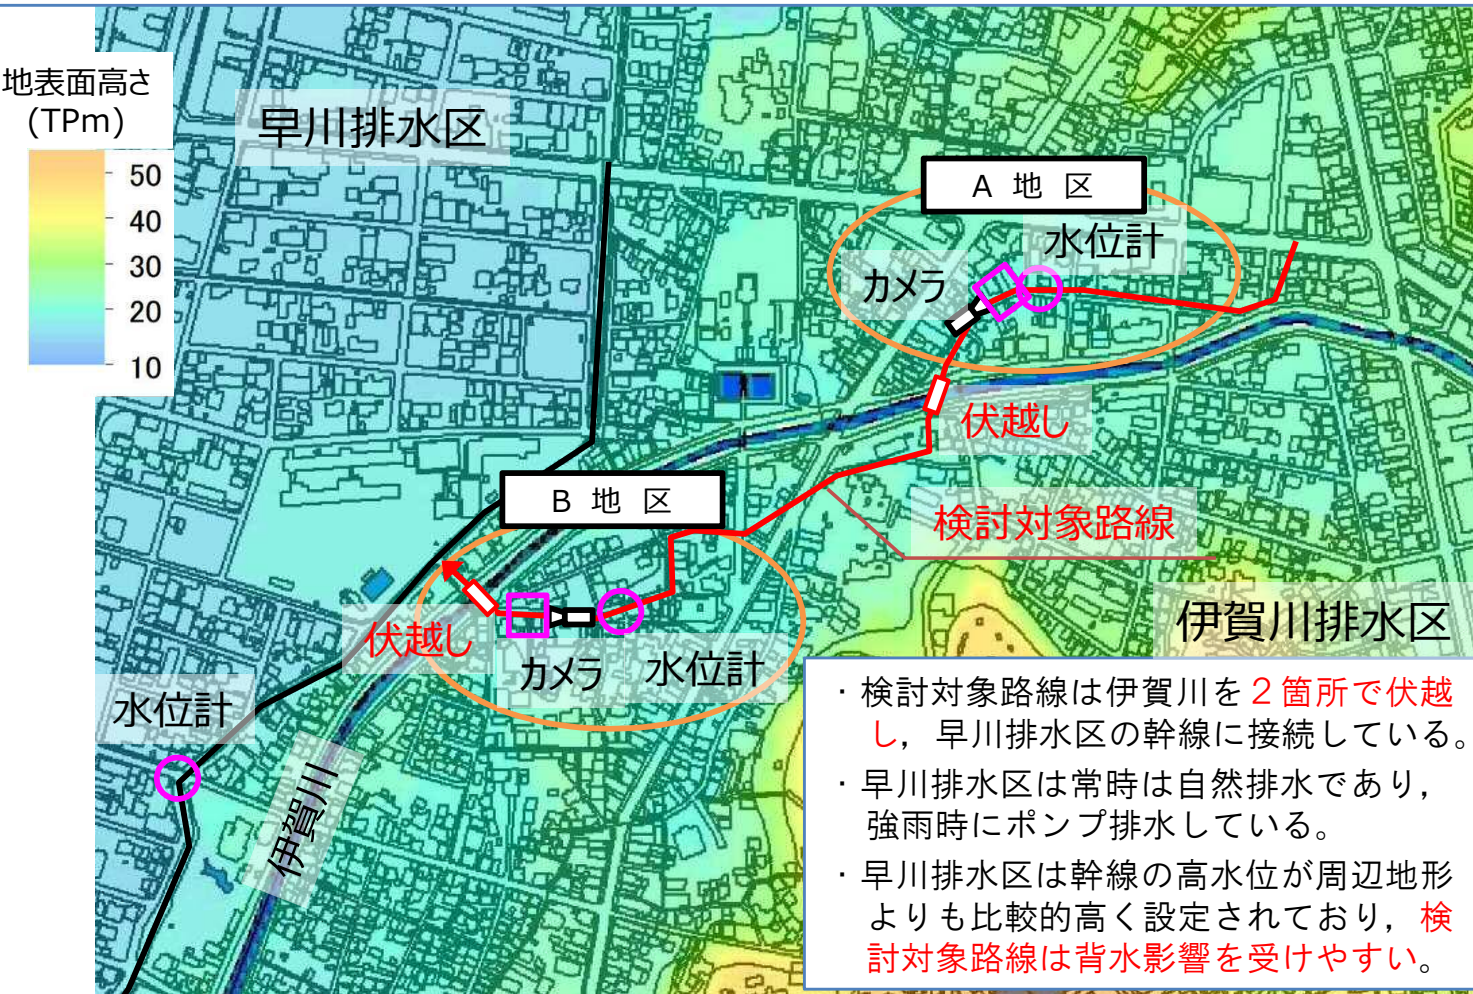 地表面高さ
(TPm)
50
40
30
20
10
早川排水区
A 地 区
水位計
カメラ
伏越し
B 地 区
検討対象路線
伊賀川排水区
伏越し
カメラ
水位計
水位計
伊賀川
・検討対象路線は伊賀川を２箇所で伏越
し，早川排水区の幹線に接続している。
・早川排水区は常時は自然排水であり，
強雨時にポンプ排水している。
・早川排水区は幹線の高水位が周辺地形
よりも比較的高く設定されており，検
討対象路線は背水影響を受けやすい。